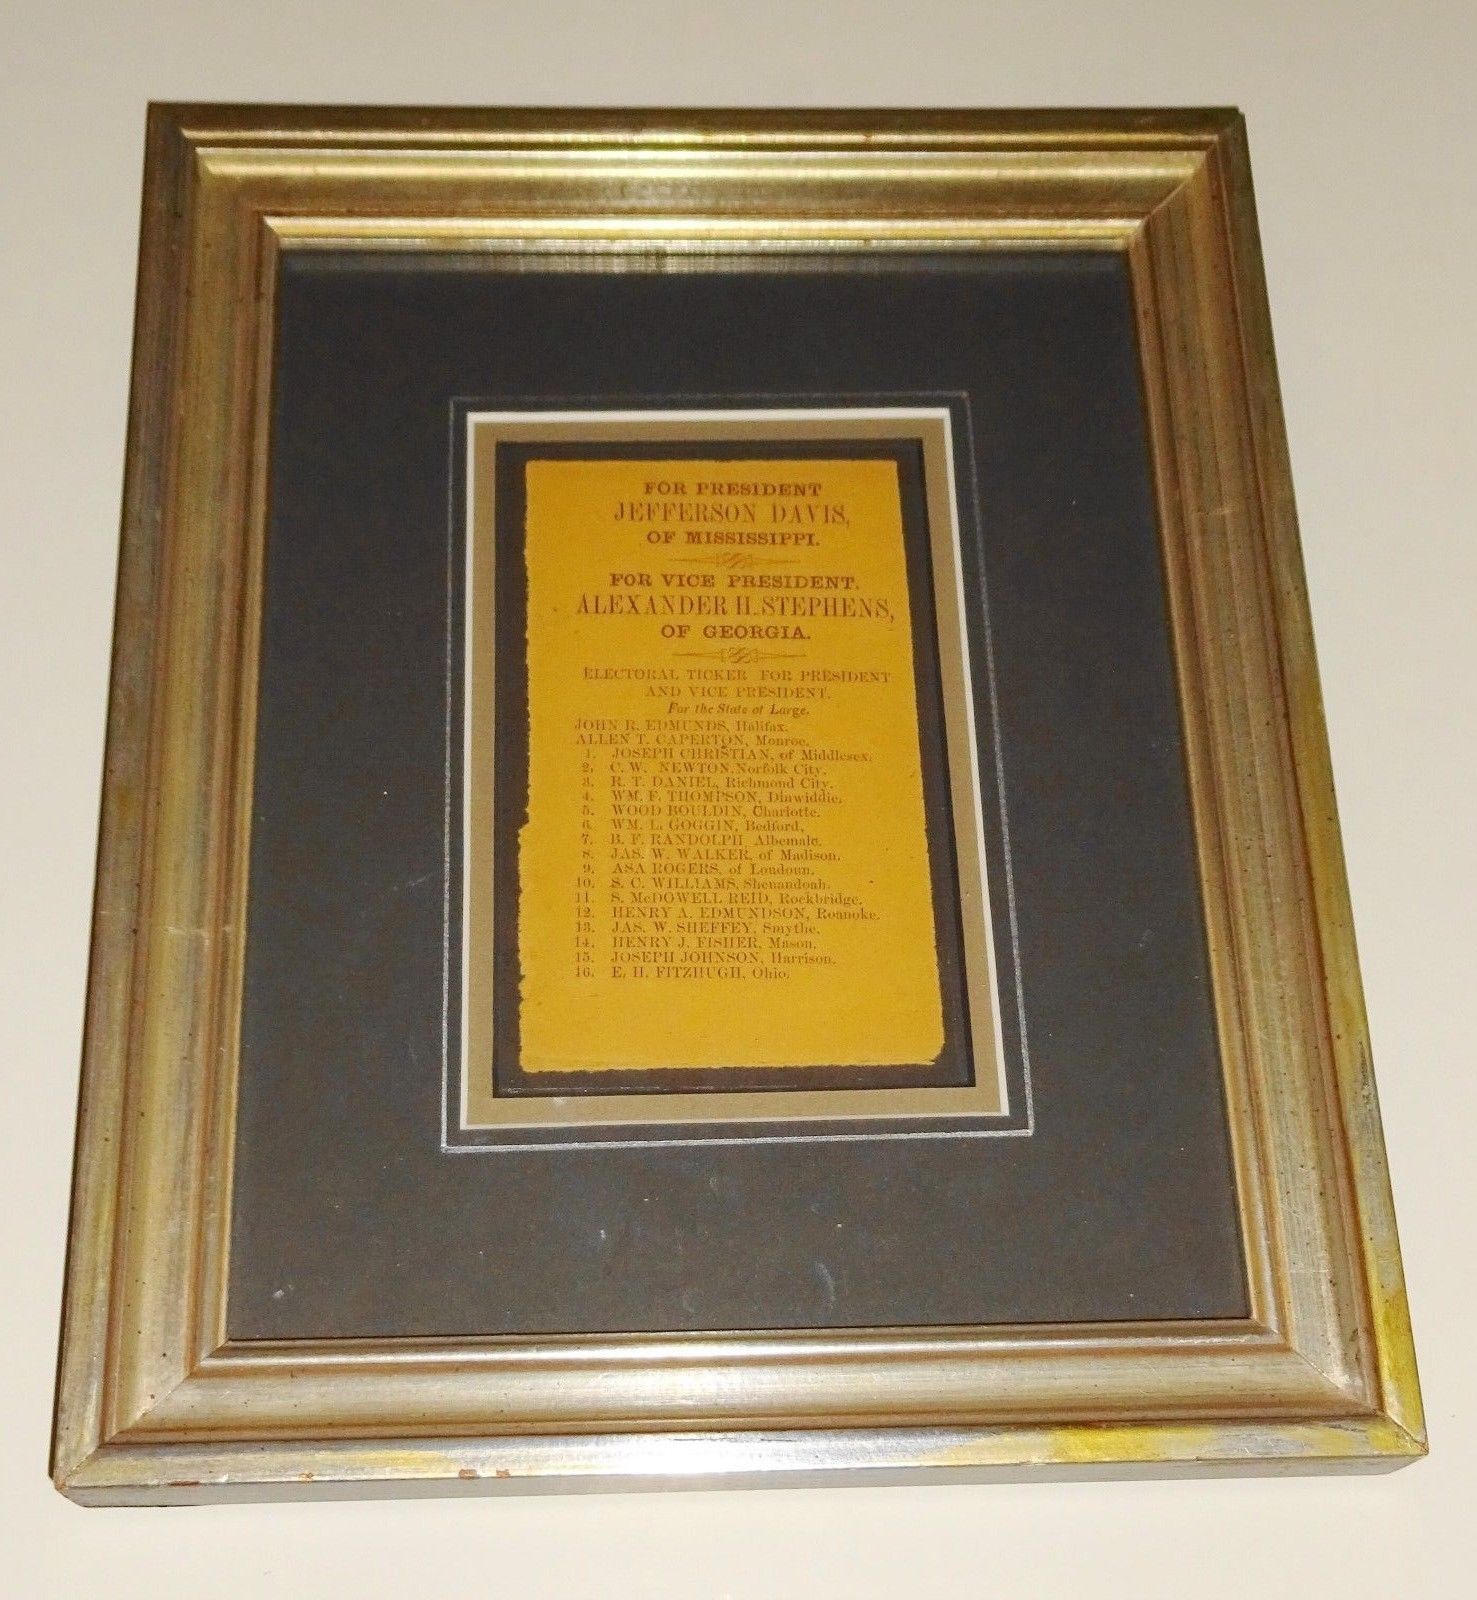 FOR PRESIDENT
JEFFERSON DAVIS,
OF MISSISSIPPI.
FOR VICE PRESIDENT.
ALEXANDER H. STEPHENS,
OF GEORGIA.
ELECTORAL TICKER FOR PRESIDENT
AND VICE PRESIDENT.
For the State at Large.
JOHN R. EDMUNDS, Halifax.
ALLEN T. CAPERTON, Monroe.
1. JOSEPH CHRISTIAN, of Middlesex.
2. C. W. NEWTON. Norfolk City.
3. R. T. DANIEL, Richmond City.
4. WM. F. THOMPSON, Dinwiddie.
5. WOOD BOULDIN, Charlotte.
6. WM. L. GOGGIN, Bedford.
7. B. F. RANDOLPH, Albemale.
8. JAS. W. WALKER, of Madison.
9. ASA ROGERS, of Loudoun.
10. S. C. WILLIAMS, Shenandoah.
11. S. McDOWELL REID, Rockbridge.
12. HENRY A. EDMUNDSON, Roanoke.
13. JAS. W. SHEFFEY, Smythe.
14. HENRY J. FISHER, Mason.
15. JOSEPH JOHNSON, Harrison.
16. E. H. FITZHUGH, Ohio.